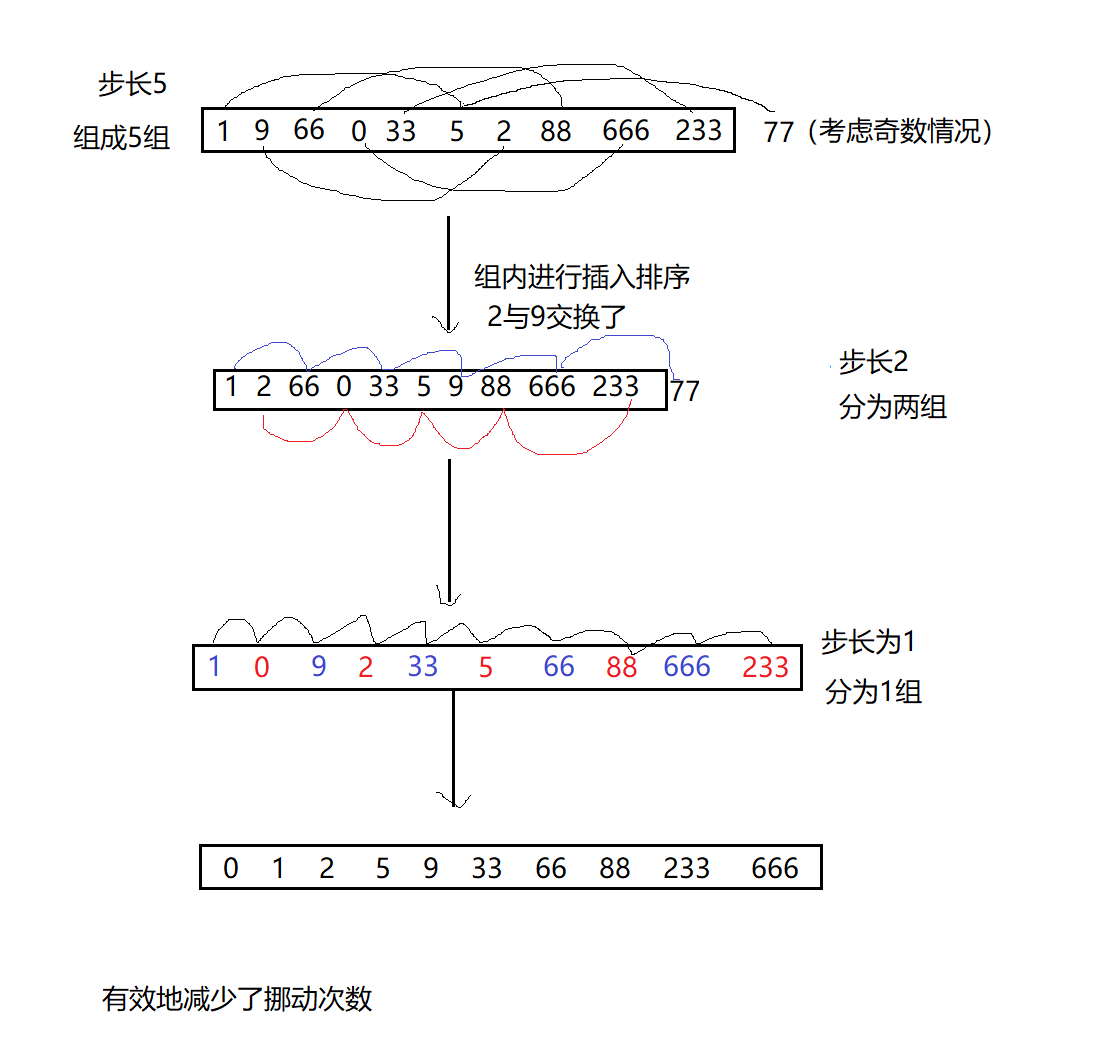 步长5
组成5组
1 9 66 0 33 5 2 88 666 233 77（考虑奇数情况）
组内进行插入排序
2与9交换了
1 2 66 0 33 5 9 88 666 233 77
步长2
分为两组
1 0 9 2 33 5 66 88 666 233
步长为1
分为1组
0 1 2 5 9 33 66 88 233 666
有效地减少了挪动次数